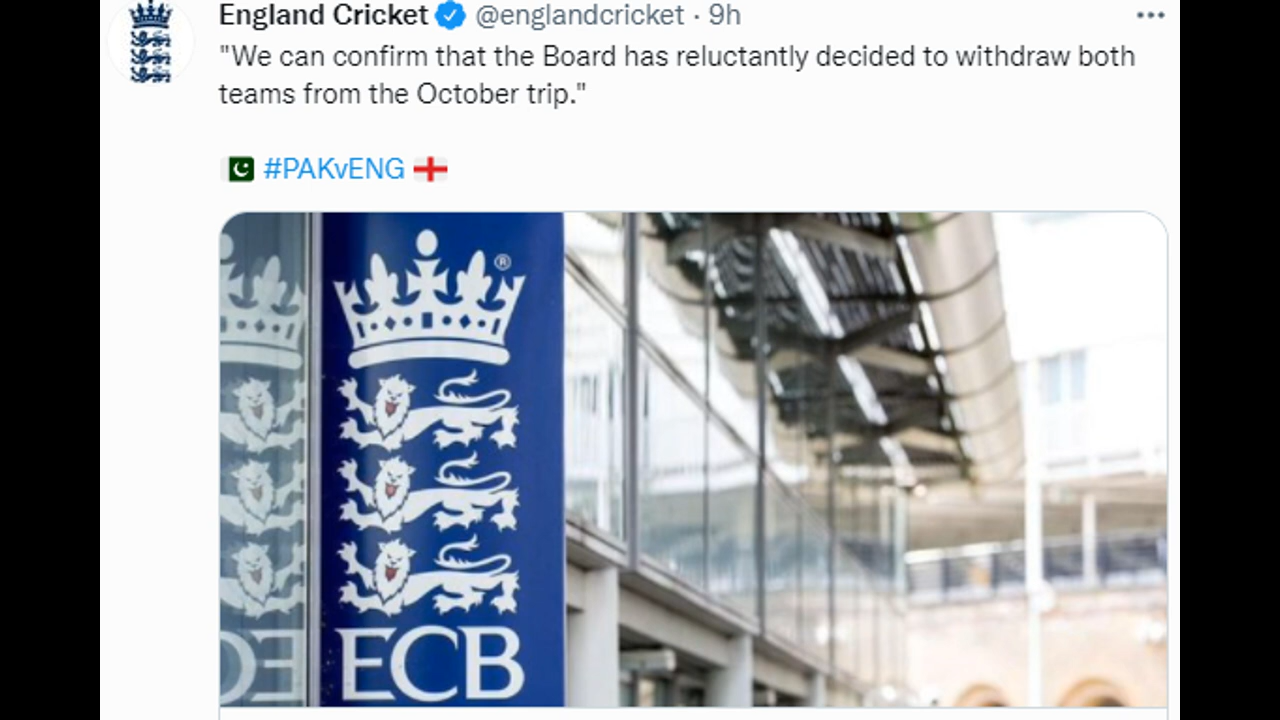 England Cricket @englandcricket · 9h
"We can confirm that the Board has reluctantly decided to withdraw both
teams from the October trip."
#PAKvENG
®
ECB